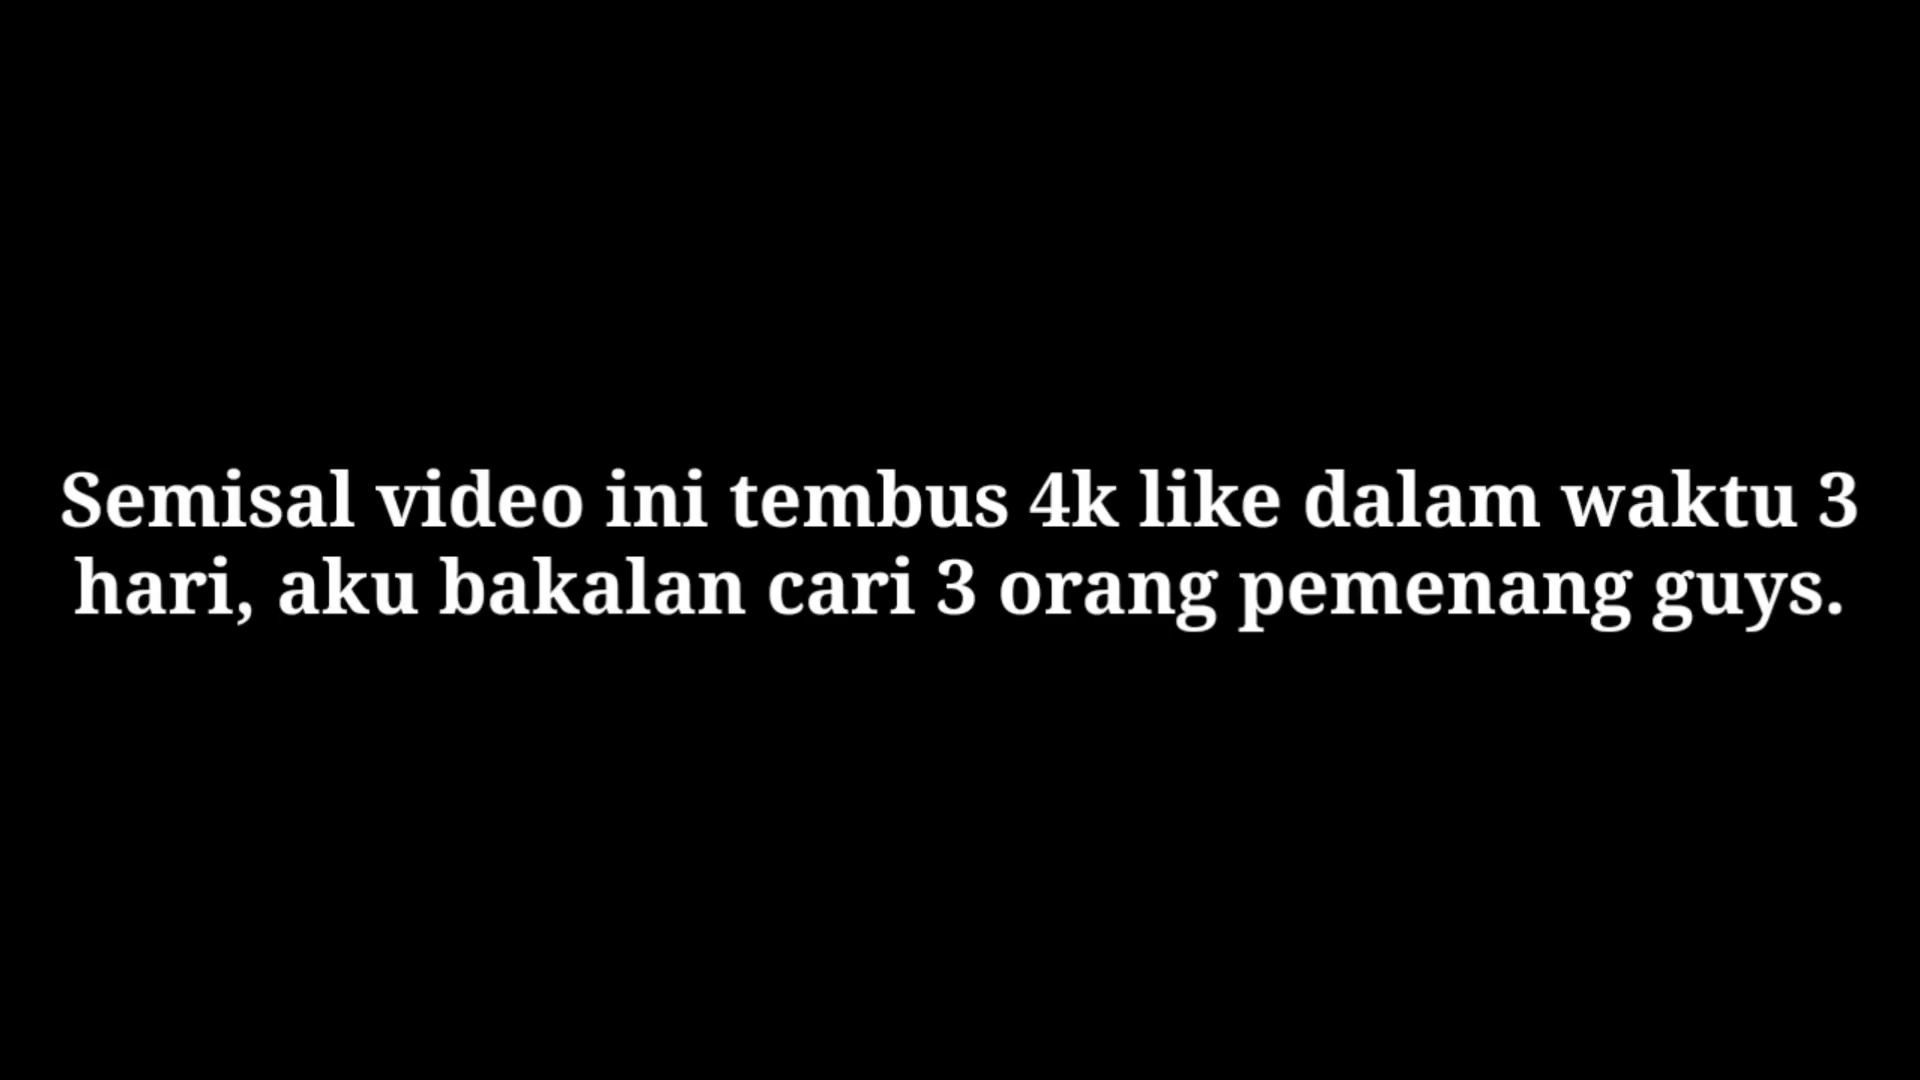 Semisal video ini tembus 4k like dalam waktu 3
hari, aku bakalan cari 3 orang pemenang guys.